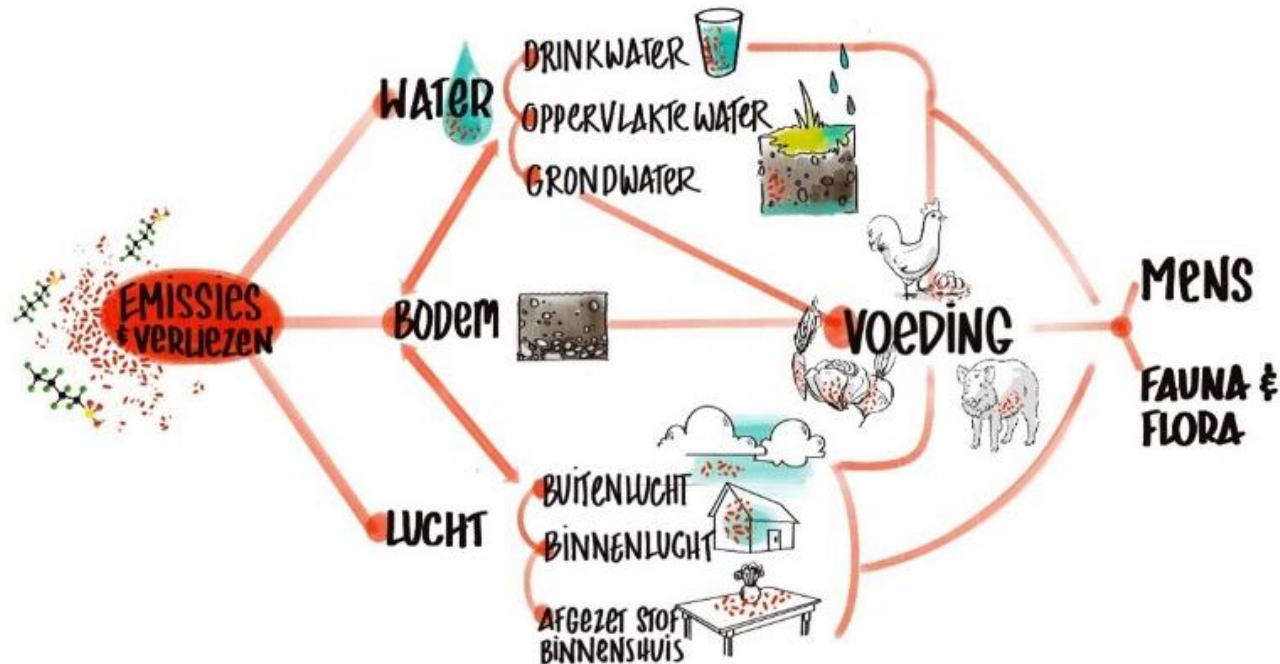 EMISSIES
& VERLIEZEN
WATER
DRINKWATER
OPPERVLAKTE WATER
GRONDWATER
BODEM
LUCHT
BUITENLUCHT
BINNENLUCHT
AFGEZET STOF
BINNENSHUIS
VOEDING
MENS
FAUNA &
FLORA